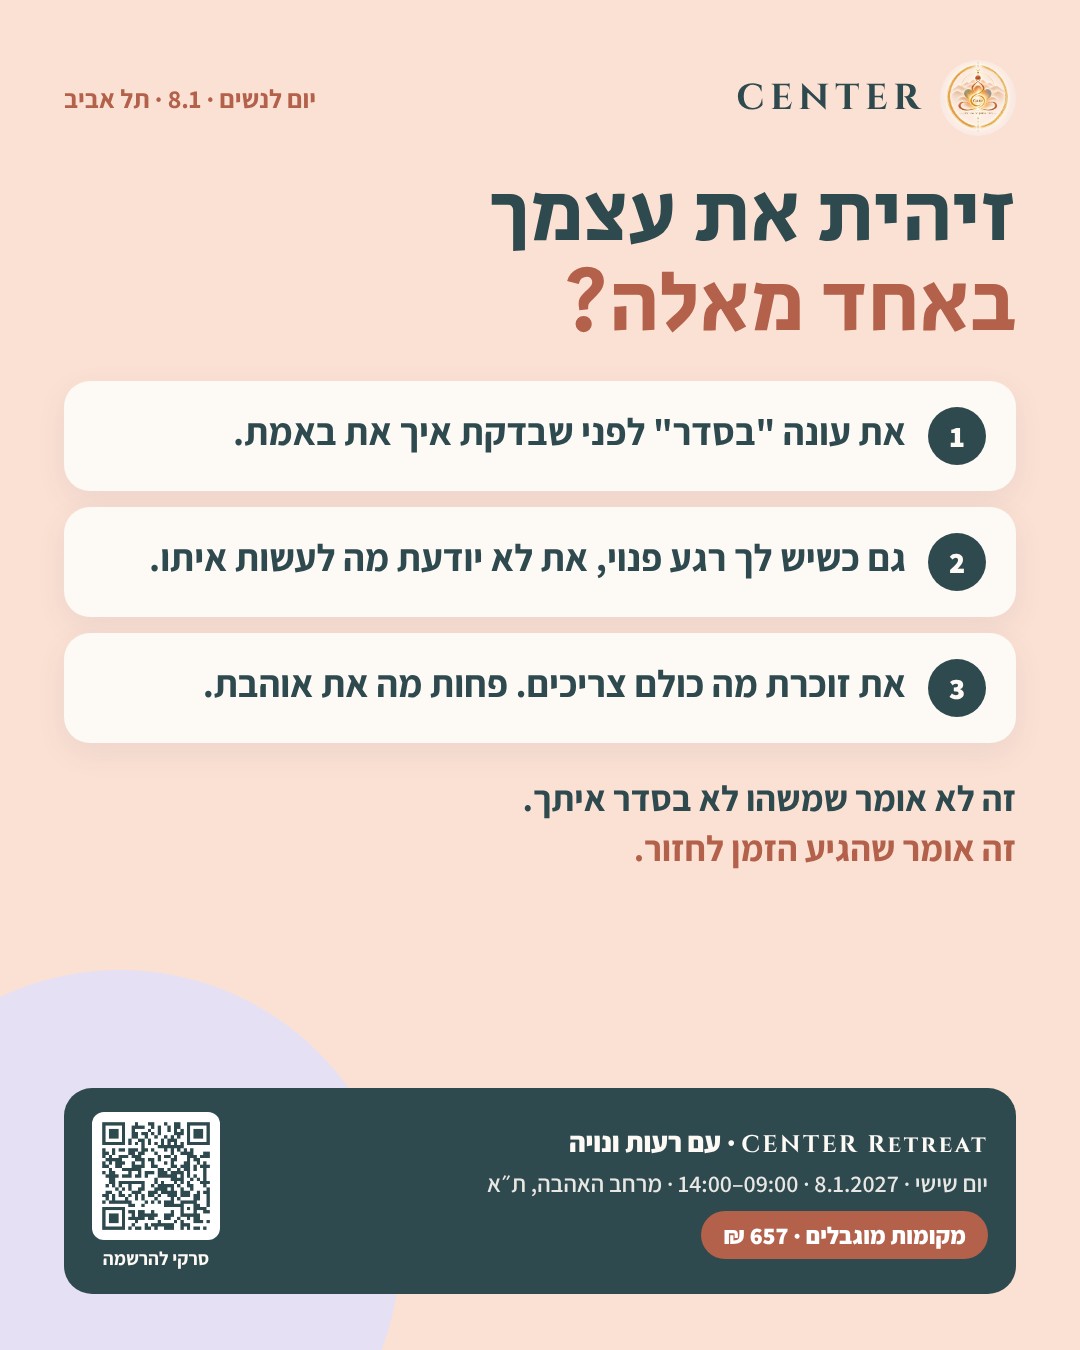 CENTER
יום לנשים · 8.1 · תל אביב
זיהית את עצמך
באחד מאלה?
1 את עונה "בסדר" לפני שבדקת איך את באמת.
2 גם כשיש לך רגע פנוי, את לא יודעת מה לעשות איתו.
3 את זוכרת מה כולם צריכים. פחות מה את אוהבת.
זה לא אומר שמשהו לא בסדר איתך.
זה אומר שהגיע הזמן לחזור.
CENTER RETREAT · עם רעות ונויה
יום שישי · 8.1.2027 · 09:00–14:00 · מרחב האהבה, ת״א
מקומות מוגבלים · 657 ₪
סרקי להרשמה